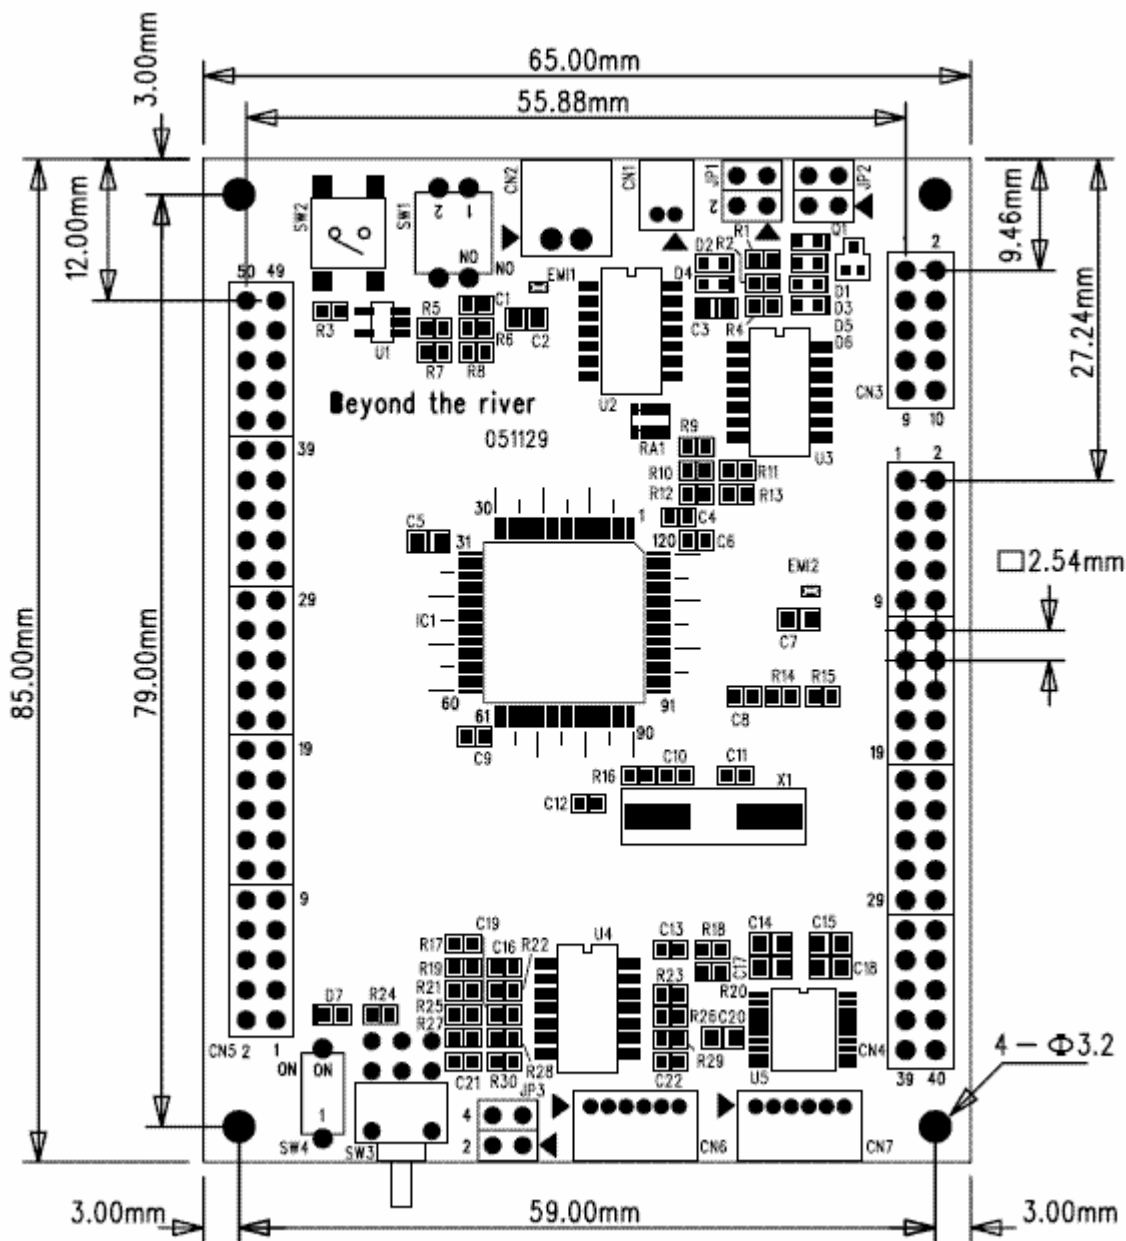 65.00mm
3.00mm
55.88mm
12.00mm
9.46mm
27.24mm
SW2
SW1
2 1
NO
NO
CN2
CN1
JP1
2
JP2
R1
R2
D2
D4
Q1
2
50 49
EMI1
R3
U1
R5
C1
R6
R7
R8
C2
C3
R4
D1
D3
D5
D6
CN3
9 10
Beyond the river
051129
U2
RA1
U3
39
R9
R10
R11
R12
R13
C4
C6
1 2
30
1
C5
31
120
EMI2
2.54mm
29
IC1
9
C7
85.00mm
79.00mm
60
61
91
90
R14
R15
C8
C9
19
19
R16
C10
C11
C12
X1
9
29
C19
R17
C16
R22
U4
C13
R18
C14
C15
R19
C17
C18
R21
R23
R20
D7
R24
R25
R26
C20
R27
CN5
2 1
R28
R29
CN4
ON
ON
C21
R30
C22
U5
39 40
4 - Φ3.2
JP3
4
1
2
SW4
SW3
CN6
CN7
3.00mm
59.00mm
3.00mm